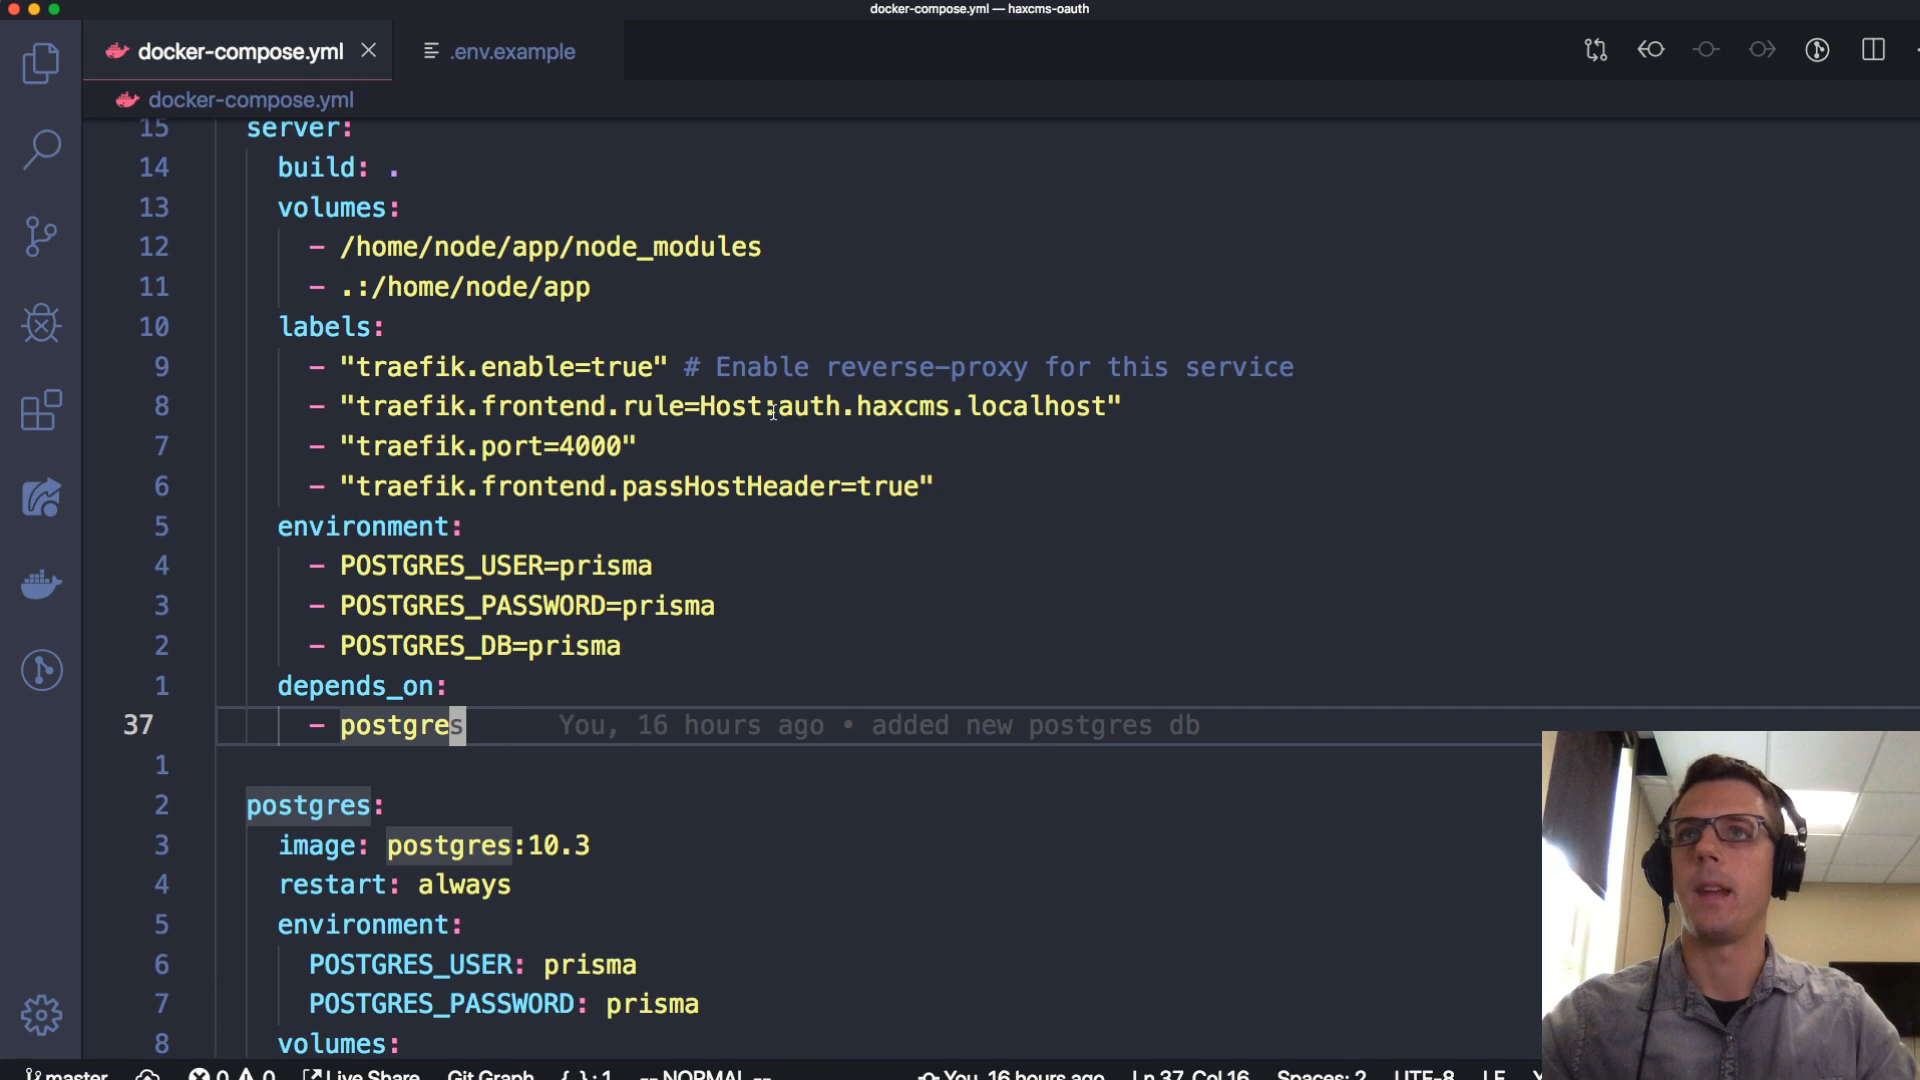 docker-compose.yml — haxcms-oauth
docker-compose.yml
.env.example
docker-compose.yml
15 server:
14 build: .
13 volumes:
12 - /home/node/app/node_modules
11 - .:/home/node/app
10 labels:
9 - "traefik.enable=true" # Enable reverse-proxy for this service
8 - "traefik.frontend.rule=Host:auth.haxcms.localhost"
7 - "traefik.port=4000"
6 - "traefik.frontend.passHostHeader=true"
5 environment:
4 - POSTGRES_USER=prisma
3 - POSTGRES_PASSWORD=prisma
2 - POSTGRES_DB=prisma
1 depends_on:
37 - postgres You, 16 hours ago • added new postgres db
1
2 postgres:
3 image: postgres:10.3
4 restart: always
5 environment:
6 POSTGRES_USER: prisma
7 POSTGRES_PASSWORD: prisma
8 volumes:
master 0 0 Live Share Git Graph { }: 1 -- NORMAL -- You, 16 hours ago Ln 37, Col 16 Spaces: 2 UTF-8 LF